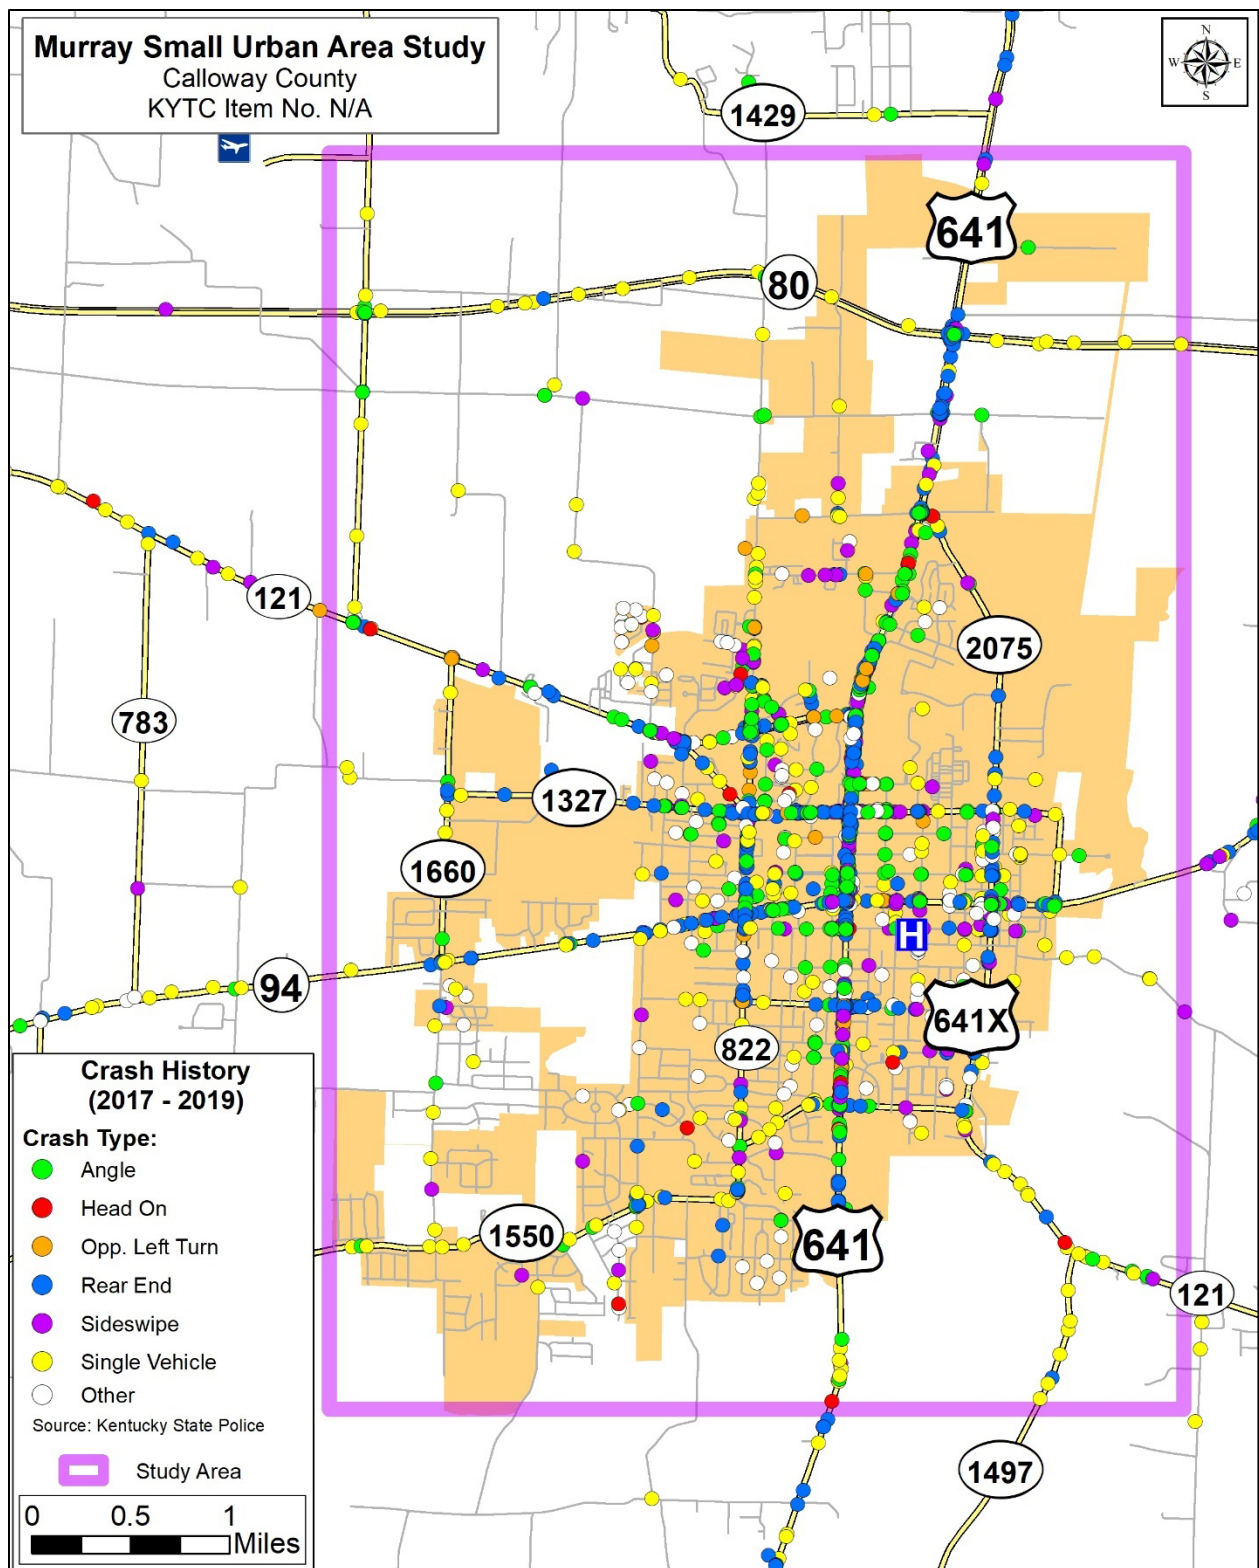 Murray Small Urban Area Study
Calloway County
KYTC Item No. N/A
N
W E
S
1429
641
80
121
2075
783
1327
1660
H
94
641X
822
1550
641
121
1497
Crash History
(2017 - 2019)
Crash Type:
Angle
Head On
Opp. Left Turn
Rear End
Sideswipe
Single Vehicle
Other
Source: Kentucky State Police
Study Area
0 0.5 1
Miles